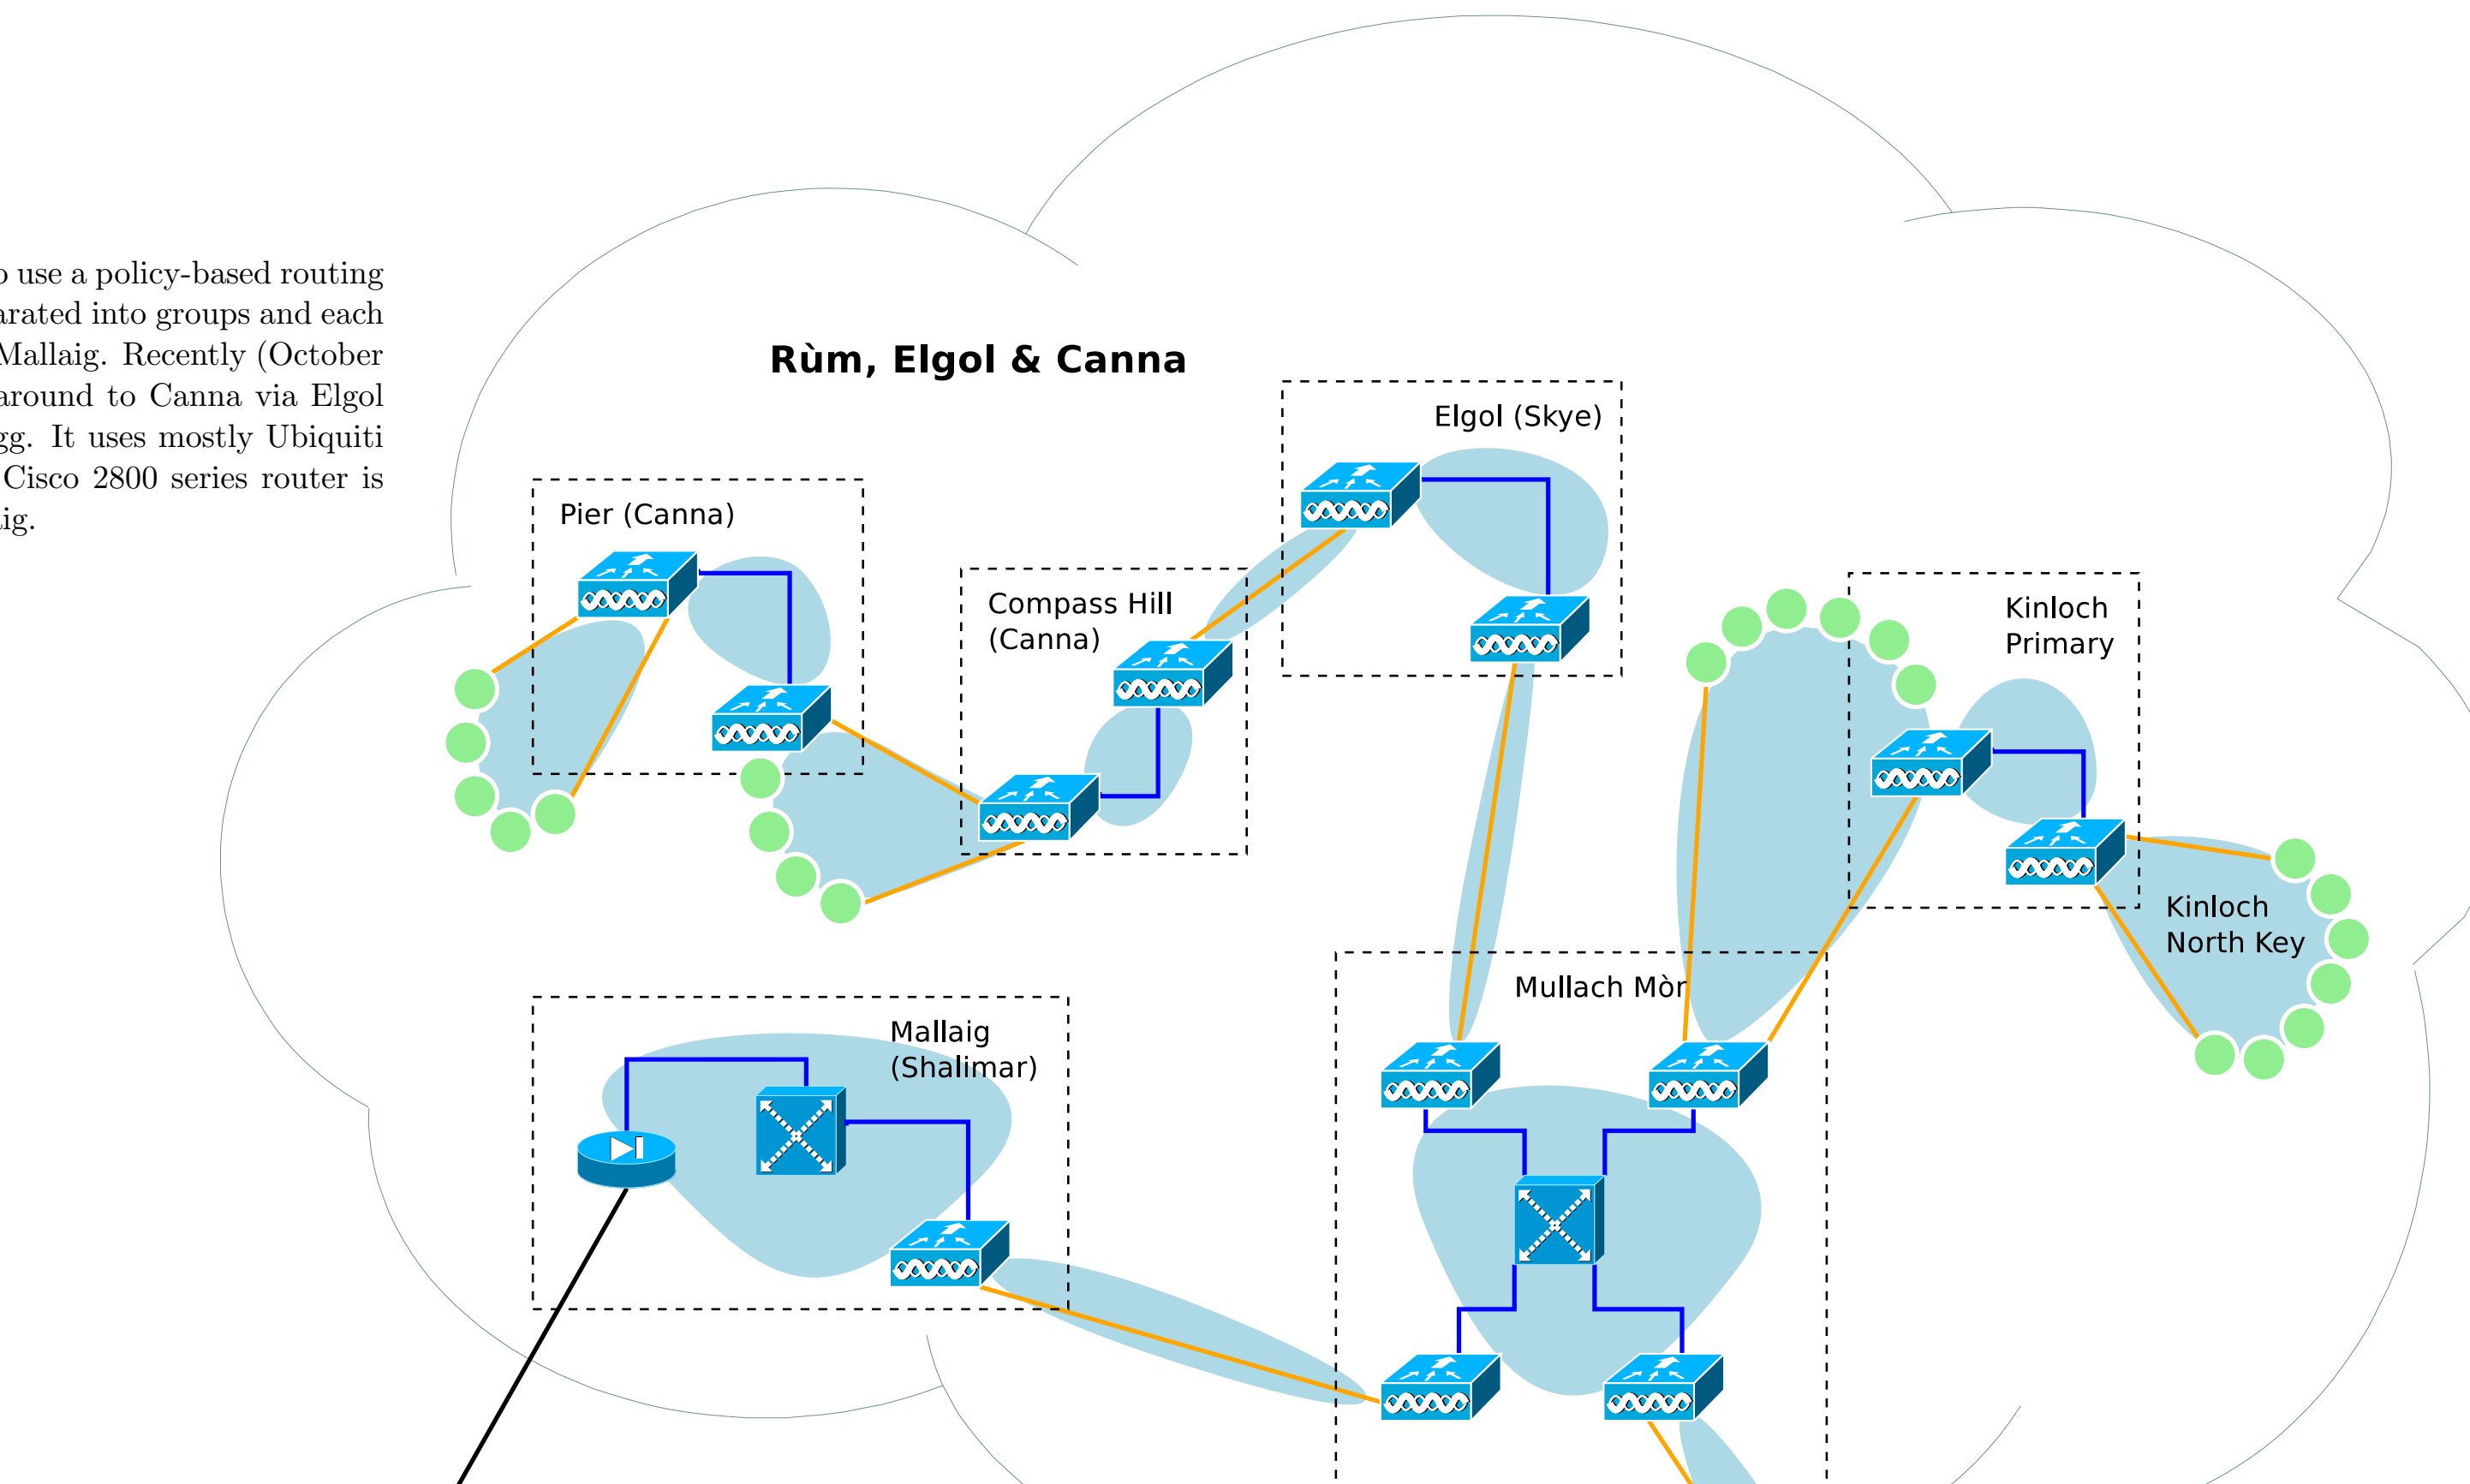 o use a policy-based routing
arated into groups and each
Mallaig. Recently (October
around to Canna via Elgol
gg. It uses mostly Ubiquiti
Cisco 2800 series router is
ig.
Rùm, Elgol & Canna
Elgol (Skye)
Pier (Canna)
Compass Hill
(Canna)
Kinloch
Primary
Kinloch
North Key
Mullach Mòr
Mallaig
(Shalimar)